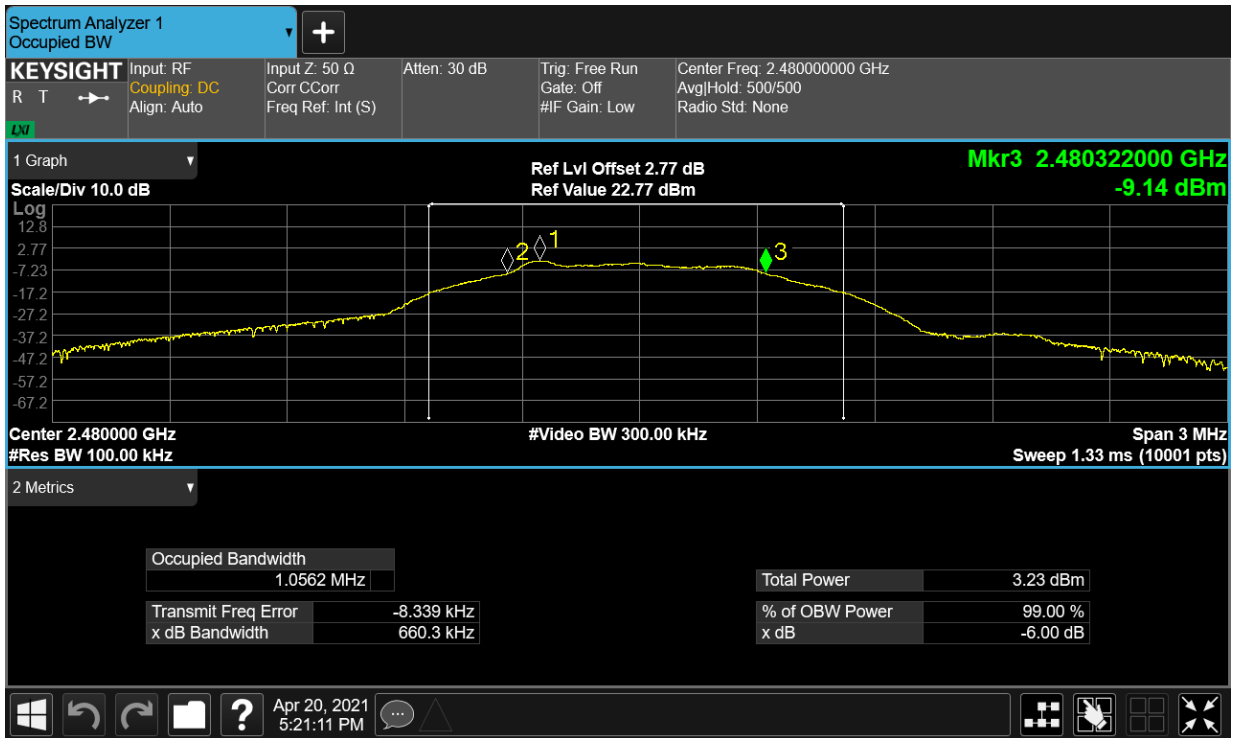 Spectrum Analyzer 1
Occupied BW
KEYSIGHT
R T
LXI
Input: RF
Coupling: DC
Align: Auto
Input Z: 50 Ω
Corr CCorr
Freq Ref: Int (S)
Atten: 30 dB
Trig: Free Run
Gate: Off
#IF Gain: Low
Center Freq: 2.480000000 GHz
Avg|Hold: 500/500
Radio Std: None
1 Graph
Scale/Div 10.0 dB
Ref Lvl Offset 2.77 dB
Ref Value 22.77 dBm
Mkr3 2.480322000 GHz
-9.14 dBm
Log
12.8
2.77
-7.23
-17.2
-27.2
-37.2
-47.2
-57.2
-67.2
2
1
3
Center 2.480000 GHz
#Video BW 300.00 kHz
Span 3 MHz
#Res BW 100.00 kHz
Sweep 1.33 ms (10001 pts)
2 Metrics
Occupied Bandwidth
1.0562 MHz
Total Power 3.23 dBm
Transmit Freq Error -8.339 kHz
% of OBW Power 99.00 %
x dB Bandwidth 660.3 kHz
x dB -6.00 dB
?
Apr 20, 2021
5:21:11 PM